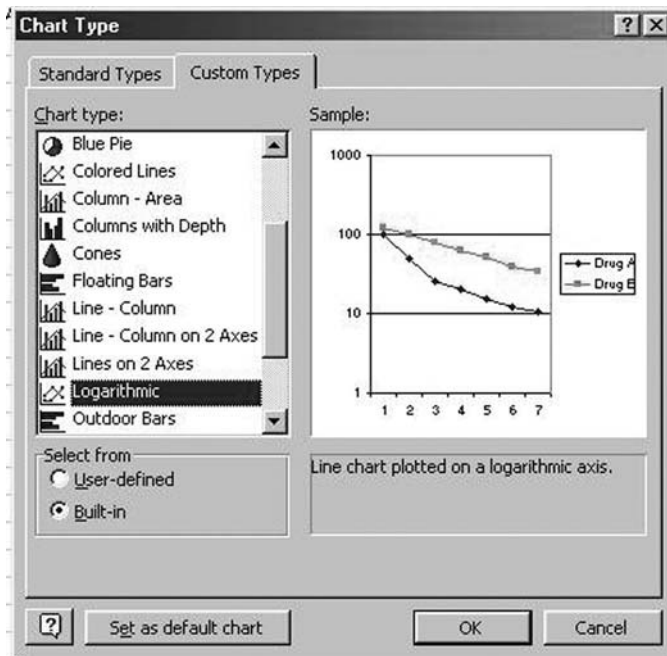 Chart Type
Standard Types
Custom Types
Chart type:
Blue Pie
Colored Lines
Column - Area
Columns with Depth
Cones
Floating Bars
Line - Column
Line - Column on 2 Axes
Lines on 2 Axes
Logarithmic
Outdoor Bars
Select from
User-defined
Built-in
Sample:
1000
100
10
1
1 2 3 4 5 6 7
Drug A
Drug B
Line chart plotted on a logarithmic axis.
Set as default chart
OK
Cancel